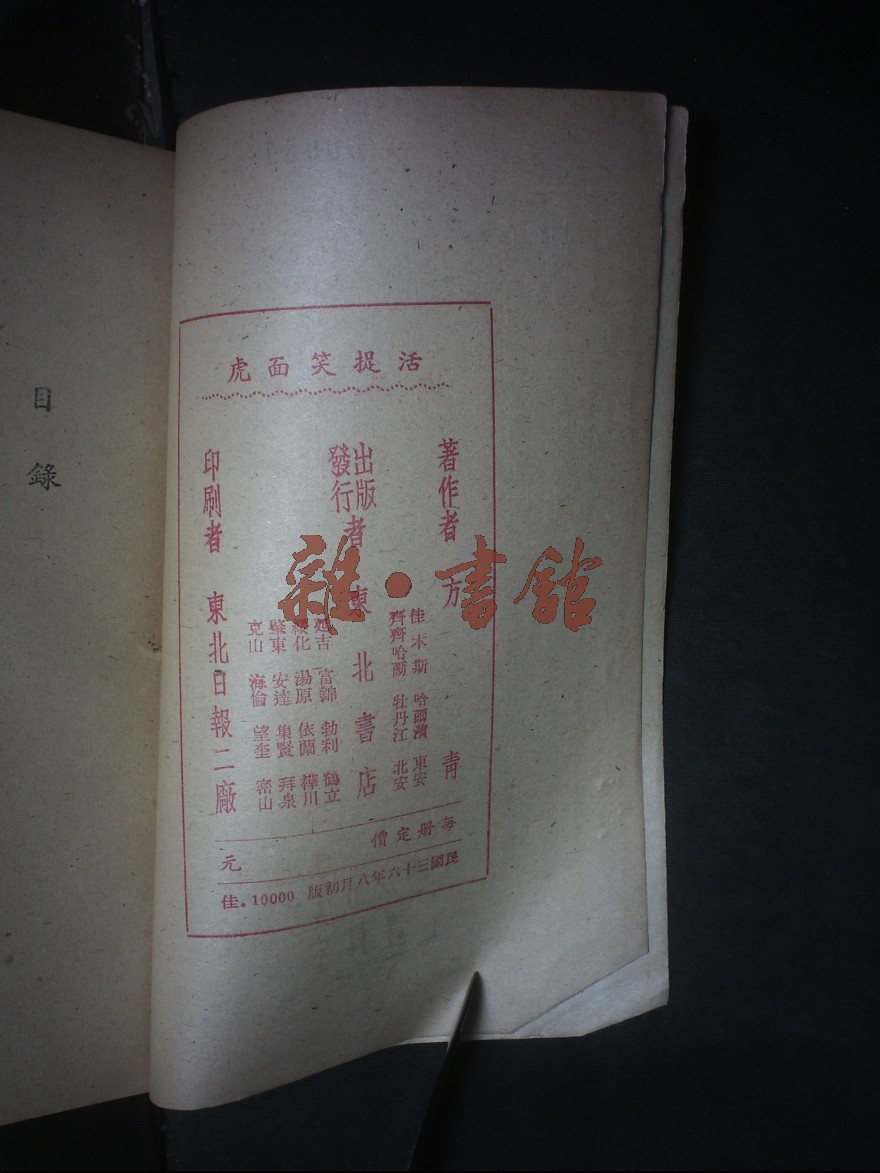 活捉笑面虎
著作者 方青
佳木斯 哈爾濱 東安
齊齊哈爾 牡丹江 北安
出版
發行者 東北書店
延吉 富錦 勃利 鶴立
綏化 湯原 依蘭 樺川
肇東 安達 集賢 拜泉
克山 海倫 望奎 密山
印刷者 東北日報二廠
每册定價 元
民國三十六年八月初版 10000.佳
目錄
雜·書館